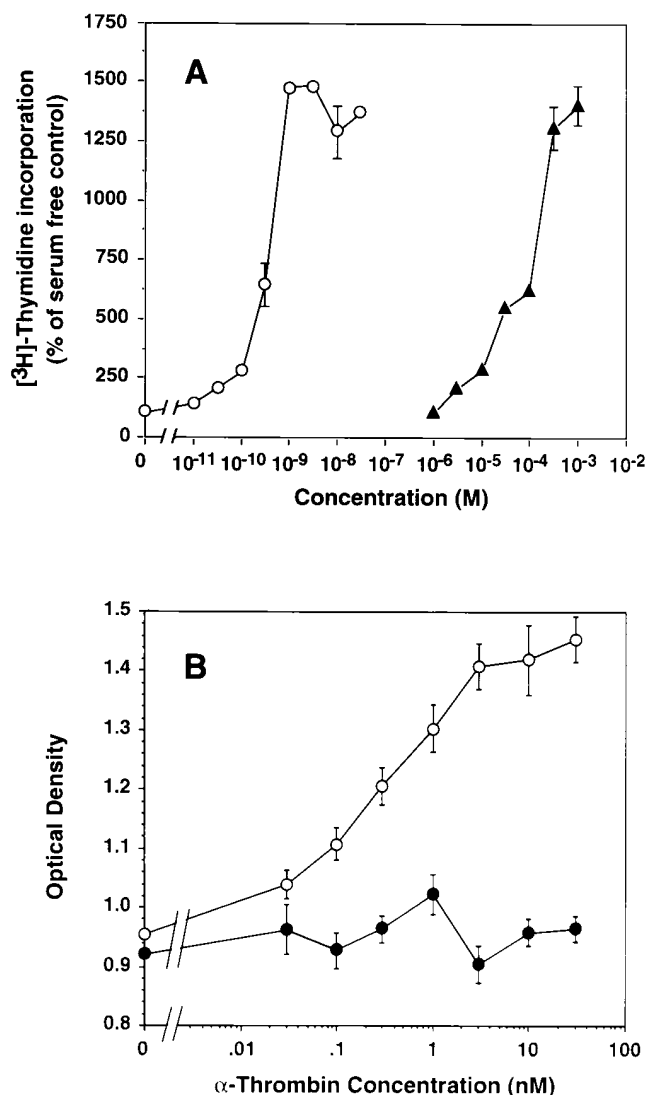 A
[³H]-Thymidine incorporation
(% of serum free control)
1750
1500
1250
1000
750
500
250
0
0 10⁻¹¹ 10⁻¹⁰ 10⁻⁹ 10⁻⁸ 10⁻⁷ 10⁻⁶ 10⁻⁵ 10⁻⁴ 10⁻³ 10⁻²
Concentration (M)
B
Optical Density
1.5
1.4
1.3
1.2
1.1
1.0
0.9
0.8
0 .01 .1 1 10 100
α-Thrombin Concentration (nM)